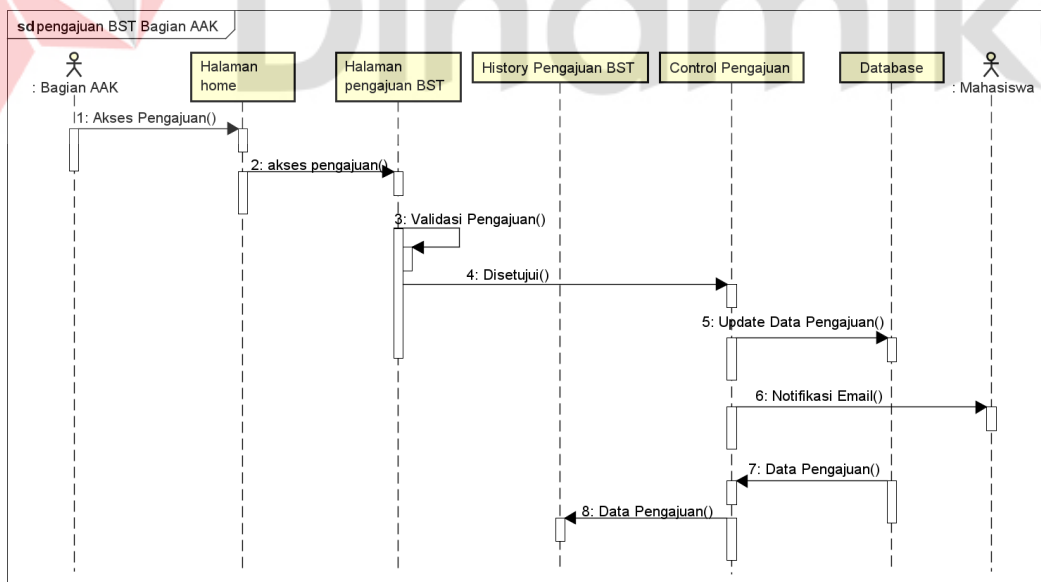 Dinamik
sd pengajuan BST Bagian AAK
: Bagian AAK
Halaman
home
Halaman
pengajuan BST
History Pengajuan BST
Control Pengajuan
Database
: Mahasiswa
1: Akses Pengajuan()
2: akses pengajuan()
3: Validasi Pengajuan()
4: Disetujui()
5: Update Data Pengajuan()
6: Notifikasi Email()
7: Data Pengajuan()
8: Data Pengajuan()